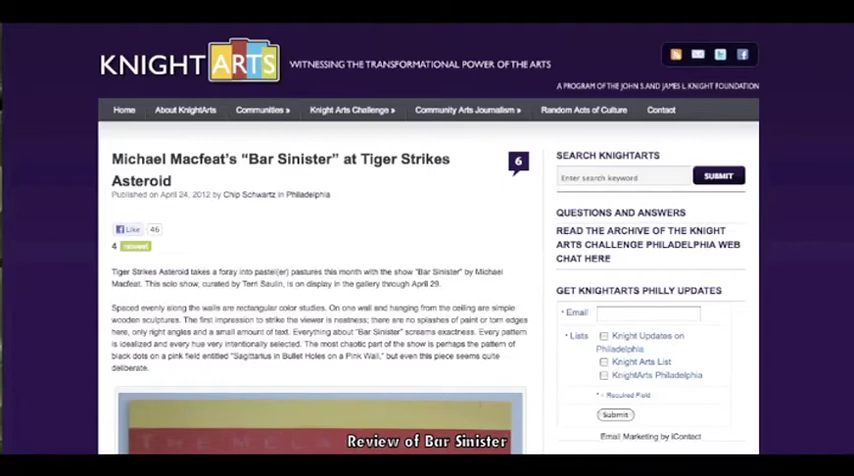 KNIGHT ARTS
WITNESSING THE TRANSFORMATIONAL POWER OF THE ARTS
A PROGRAM OF THE JOHN S. AND JAMES L. KNIGHT FOUNDATION
Home About KnightArts Communities » Knight Arts Challenge » Community Arts Journalism » Random Acts of Culture Contact
Michael Macfeat's "Bar Sinister" at Tiger Strikes
Asteroid
6
Published on April 24, 2012 by Chip Schwartz in Philadelphia
Like 46
4 retweet
Tiger Strikes Asteroid takes a foray into pastel(er) pastures this month with the show "Bar Sinister" by Michael
Macfeat. This solo show, curated by Terri Saulin, is on display in the gallery through April 29.
Spaced evenly along the walls are rectangular color studies. On one wall and hanging from the ceiling are simple
wooden sculptures. The first impression to strike the viewer is neatness; there are no splashes of paint or torn edges
here, only right angles and a small amount of text. Everything about "Bar Sinister" screams exactness. Every pattern
is idealized and every hue very intentionally selected. The most chaotic part of the show is perhaps the pattern of
black dots on a pink field entitled "Sagittarius in Bullet Holes on a Pink Wall," but even this piece seems quite
deliberate.
THE MCLA
Review of Bar Sinister
SEARCH KNIGHTARTS
Enter search keyword SUBMIT
QUESTIONS AND ANSWERS
READ THE ARCHIVE OF THE KNIGHT
ARTS CHALLENGE PHILADELPHIA WEB
CHAT HERE
GET KNIGHTARTS PHILLY UPDATES
* Email
* Lists Knight Updates on
Philadelphia
Knight Arts List
KnightArts Philadelphia
* = Required Field
Submit
Email Marketing by iContact